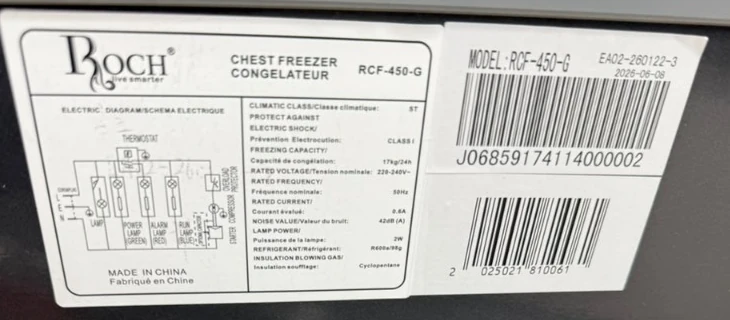 ROCH®
live smarter
CHEST FREEZER
CONGELATEUR
RCF-450-G
ELECTRIC DIAGRAM/SCHEMA ELECTRIQUE
THERMOSTAT
LAMP
POWER LAMP (GREEN)
ALARM LAMP (RED)
RUN LAMP (BLUE)
STARTER
COMPRESSOR
OVERLOAD PROTECTION
L
E
N
MADE IN CHINA
Fabriqué en Chine
CLIMATIC CLASS/Classe climatique: ST
PROTECT AGAINST
ELECTRIC SHOCK/
Prévention Electrocution: CLASS I
FREEZING CAPACITY/
Capacité de congélation: 17kg/24h
RATED VOLTAGE/Tension nominale: 220-240V~
RATED FREQUENCY/
Fréquence nominale: 50Hz
RATED CURRENT/
Courant évalué: 0.8A
NOISE VALUE/Valeur du bruit: 42dB (A)
LAMP POWER/
Puissance de la lampe: 2W
REFRIGERANT/Réfrigérant:
INSULATION BLOWING GAS/
Insulation soufflage: Cyclopentane
MODEL:RCF-450-G
EA02-260122-3
2026-06-08
J06859174114000002
2 025021 810061